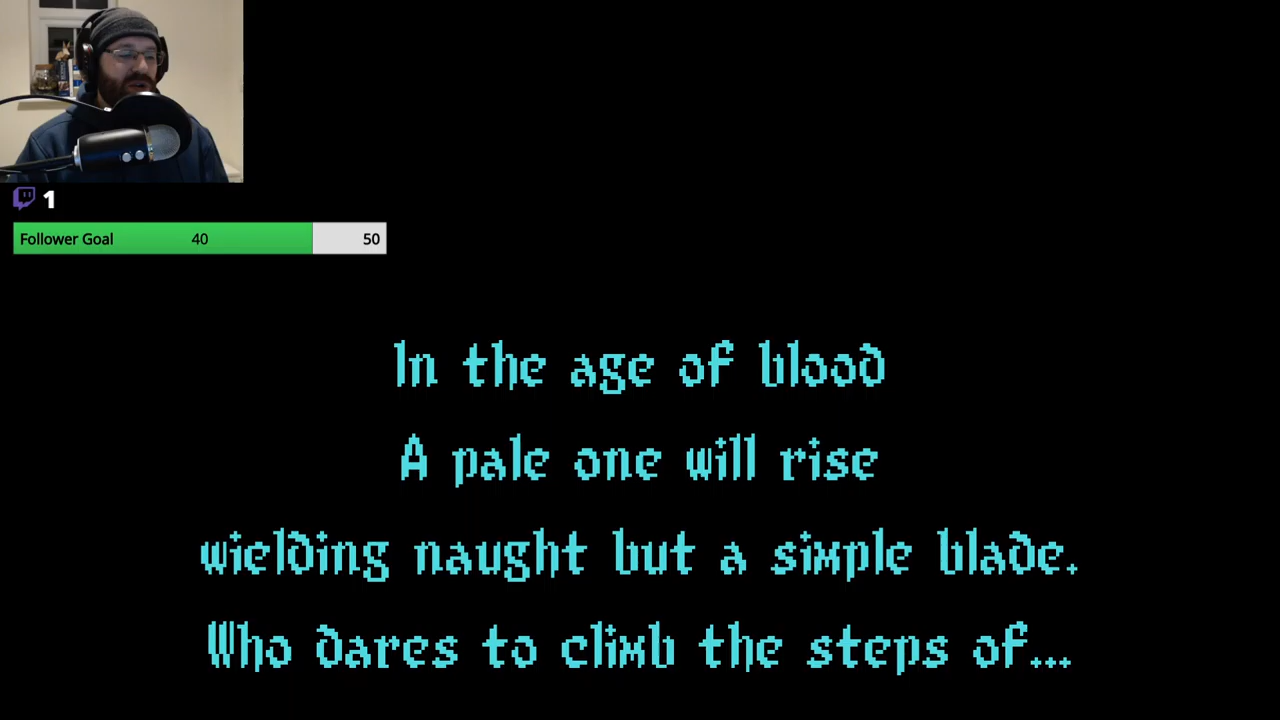 1
Follower Goal 40 50
In the age of blood
A pale one will rise
wielding naught but a simple blade.
Who dares to climb the steps of...